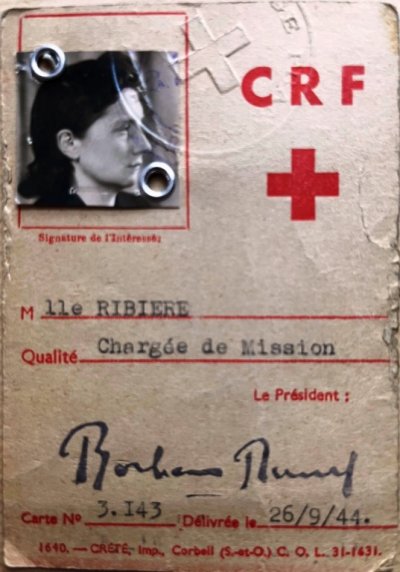 CRF
Signature de l'Intéressé:
Mlle RIBIERE
Qualité Chargée de Mission
Le Président :
Carte Nº 3.143 Délivrée le 26/9/44.
1640. — CRÉTÉ, Imp., Corbeil (S.-et-O.) C. O. L. 31-1631.